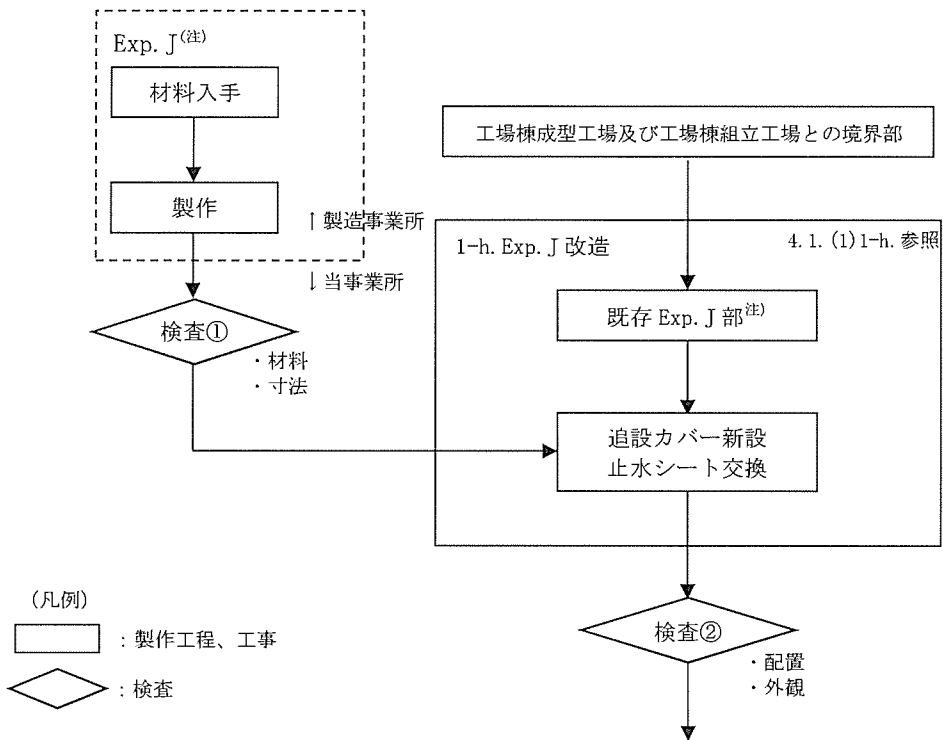 Exp. J(注)
材料入手
製作
↑製造事業所
↓当事業所
検査①
・材料
・寸法
工場棟成型工場及び工場棟組立工場との境界部
1-h. Exp. J 改造
4.1.(1)1-h. 参照
既存 Exp. J 部注)
追設カバー新設
止水シート交換
検査②
・配置
・外観
(凡例)
：製作工程、工事
：検査